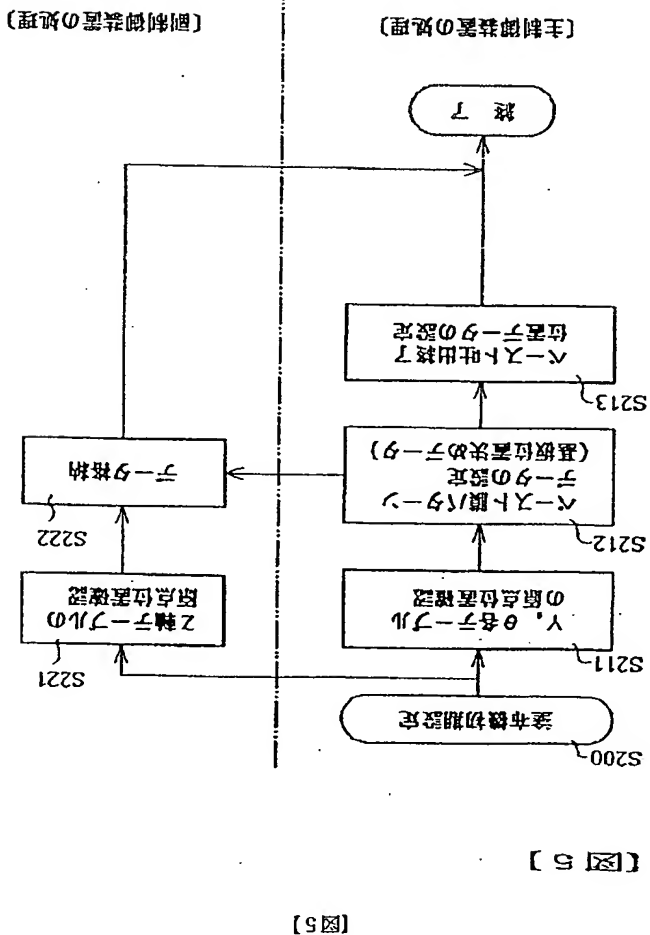 【図5】
〔図5〕
S200
塗布機初期設定
S211
Y，θ各テーブル
の原点位置確認
S212
ペースト膜パターン
データの設定
(基板位置決めデータ)
S213
ペースト吐出終了
位置データの設定
終 了
〔主制御装置の処理〕
S221
Z軸テーブルの
原点位置確認
S222
データ格納
〔副制御装置の処理〕